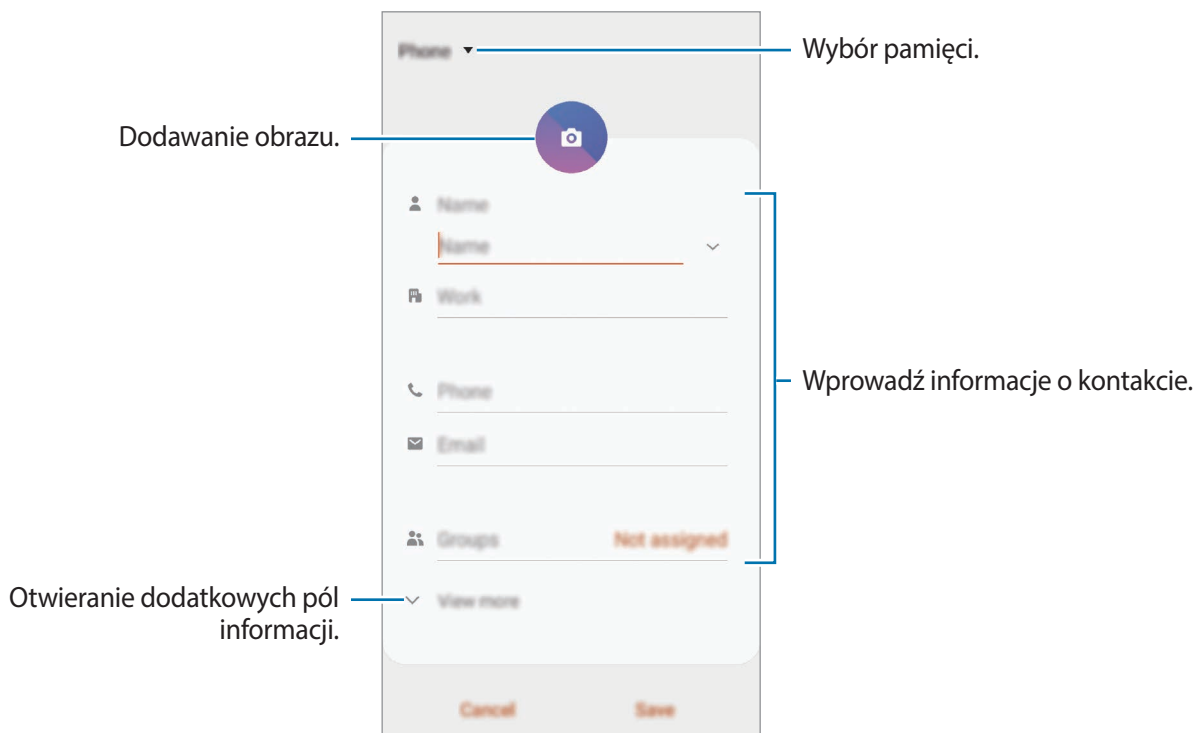 Phone
Wybór pamięci.
Dodawanie obrazu.
Name
Name
Work
Phone
Wprowadź informacje o kontakcie.
Email
Groups
Not assigned
Otwieranie dodatkowych pól
informacji.
View more
Cancel
Save